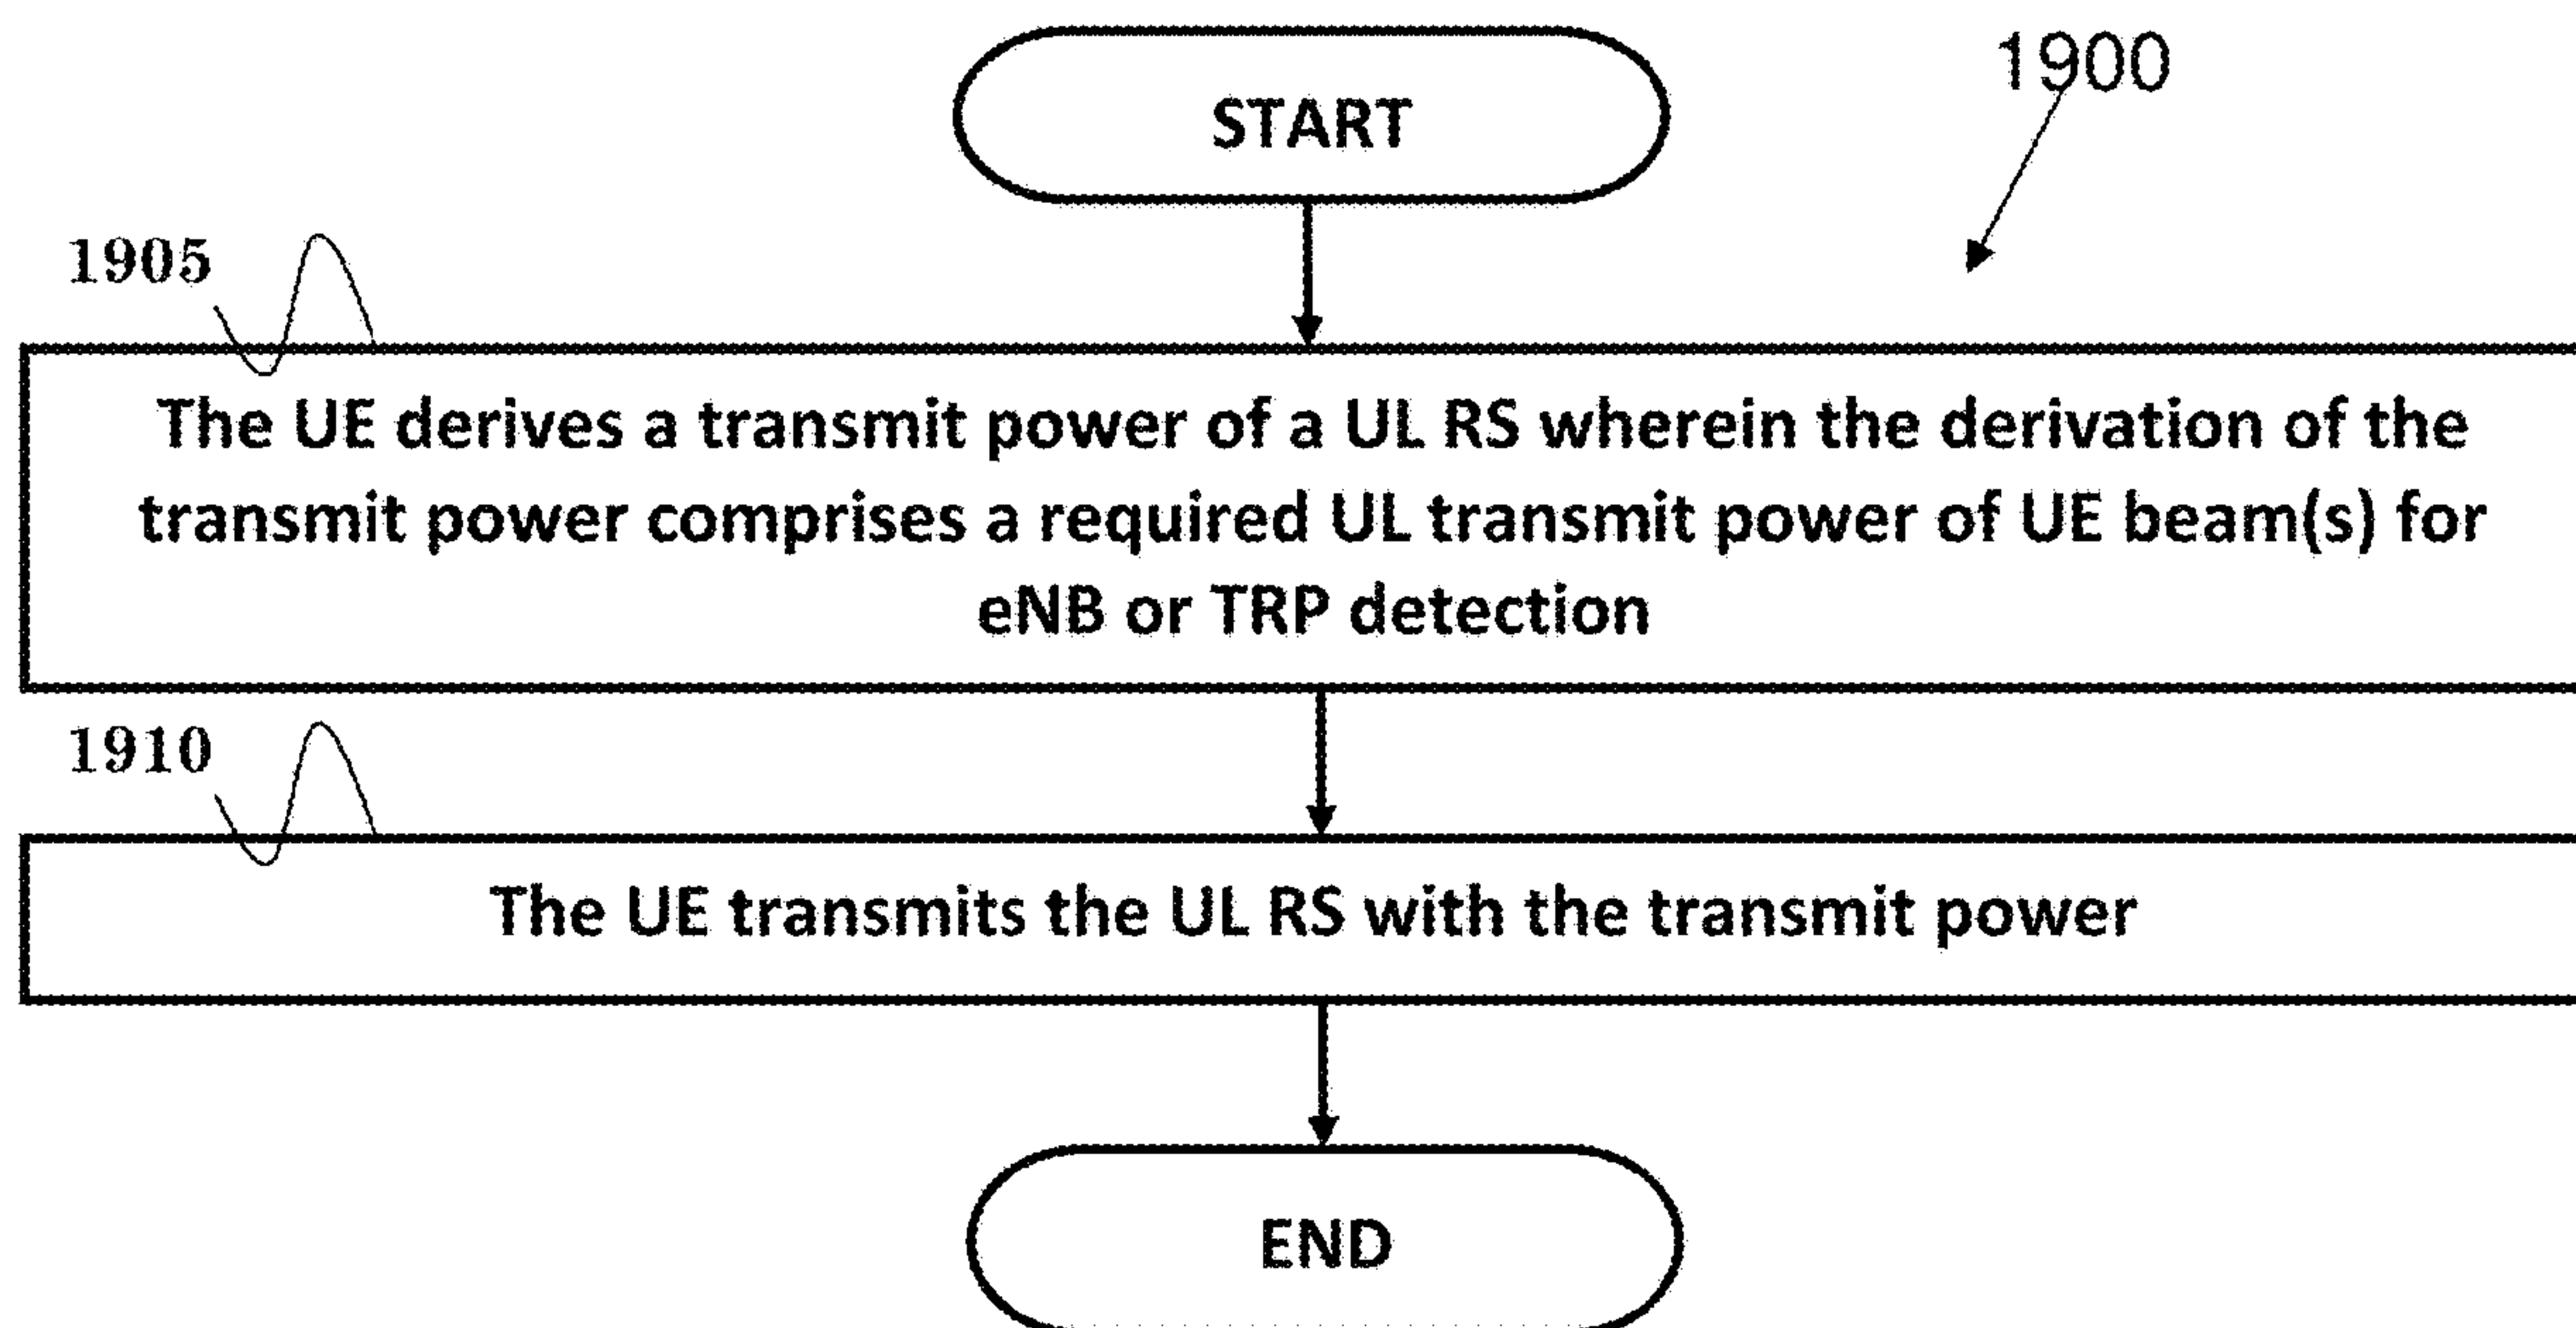 START
1900
1905
The UE derives a transmit power of a UL RS wherein the derivation of the
transmit power comprises a required UL transmit power of UE beam(s) for
eNB or TRP detection
1910
The UE transmits the UL RS with the transmit power
END